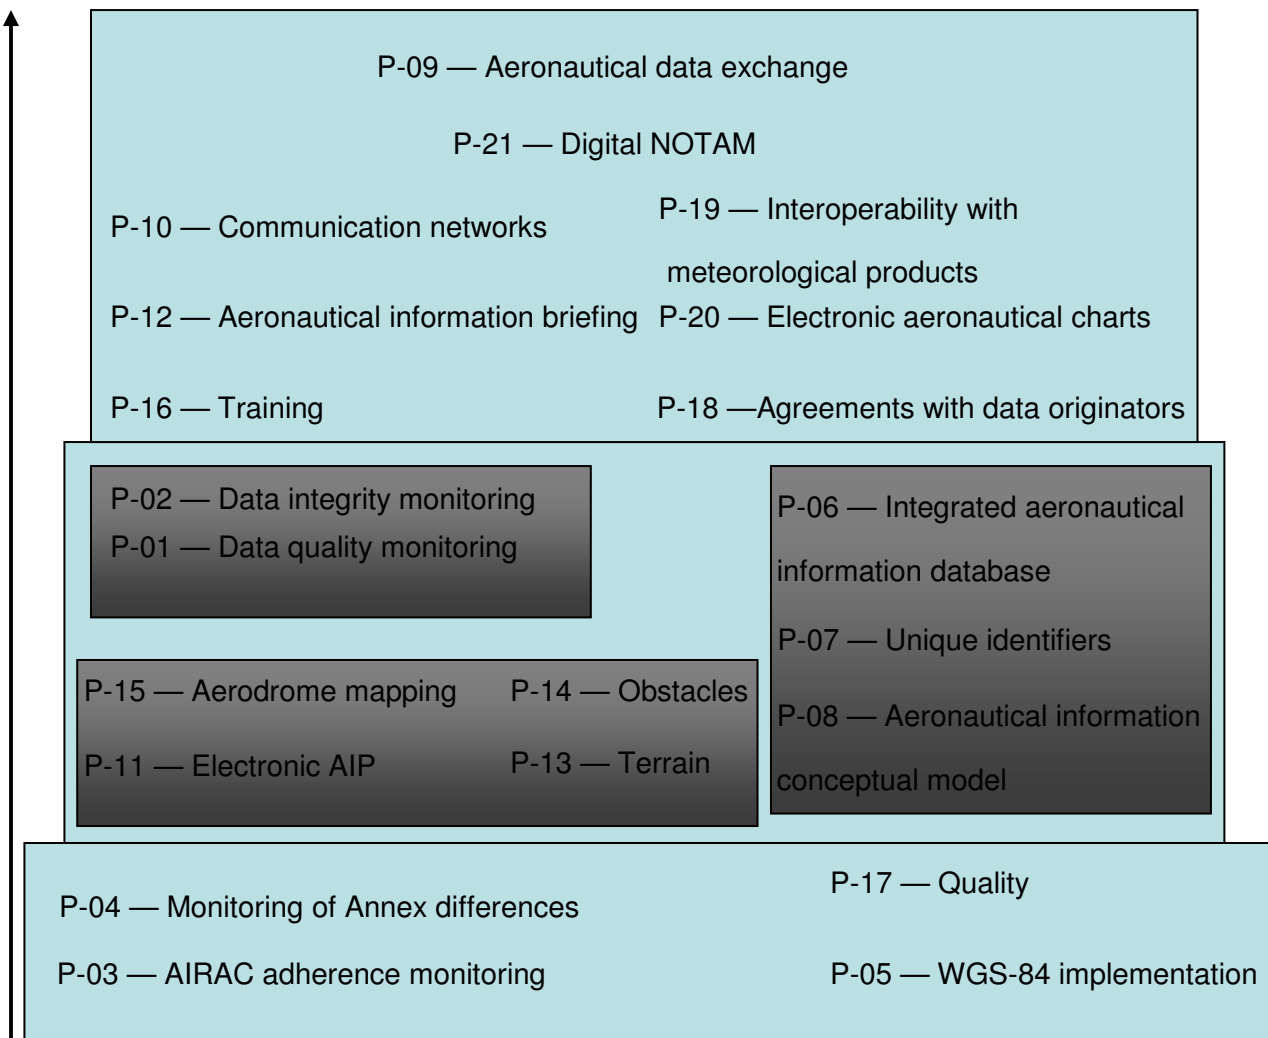 P-09 — Aeronautical data exchange
P-21 — Digital NOTAM
P-10 — Communication networks
P-19 — Interoperability with
meteorological products
P-12 — Aeronautical information briefing
P-20 — Electronic aeronautical charts
P-16 — Training
P-18 —Agreements with data originators
P-02 — Data integrity monitoring
P-01 — Data quality monitoring
P-06 — Integrated aeronautical
information database
P-07 — Unique identifiers
P-08 — Aeronautical information
conceptual model
P-15 — Aerodrome mapping
P-14 — Obstacles
P-11 — Electronic AIP
P-13 — Terrain
P-04 — Monitoring of Annex differences
P-17 — Quality
P-03 — AIRAC adherence monitoring
P-05 — WGS-84 implementation